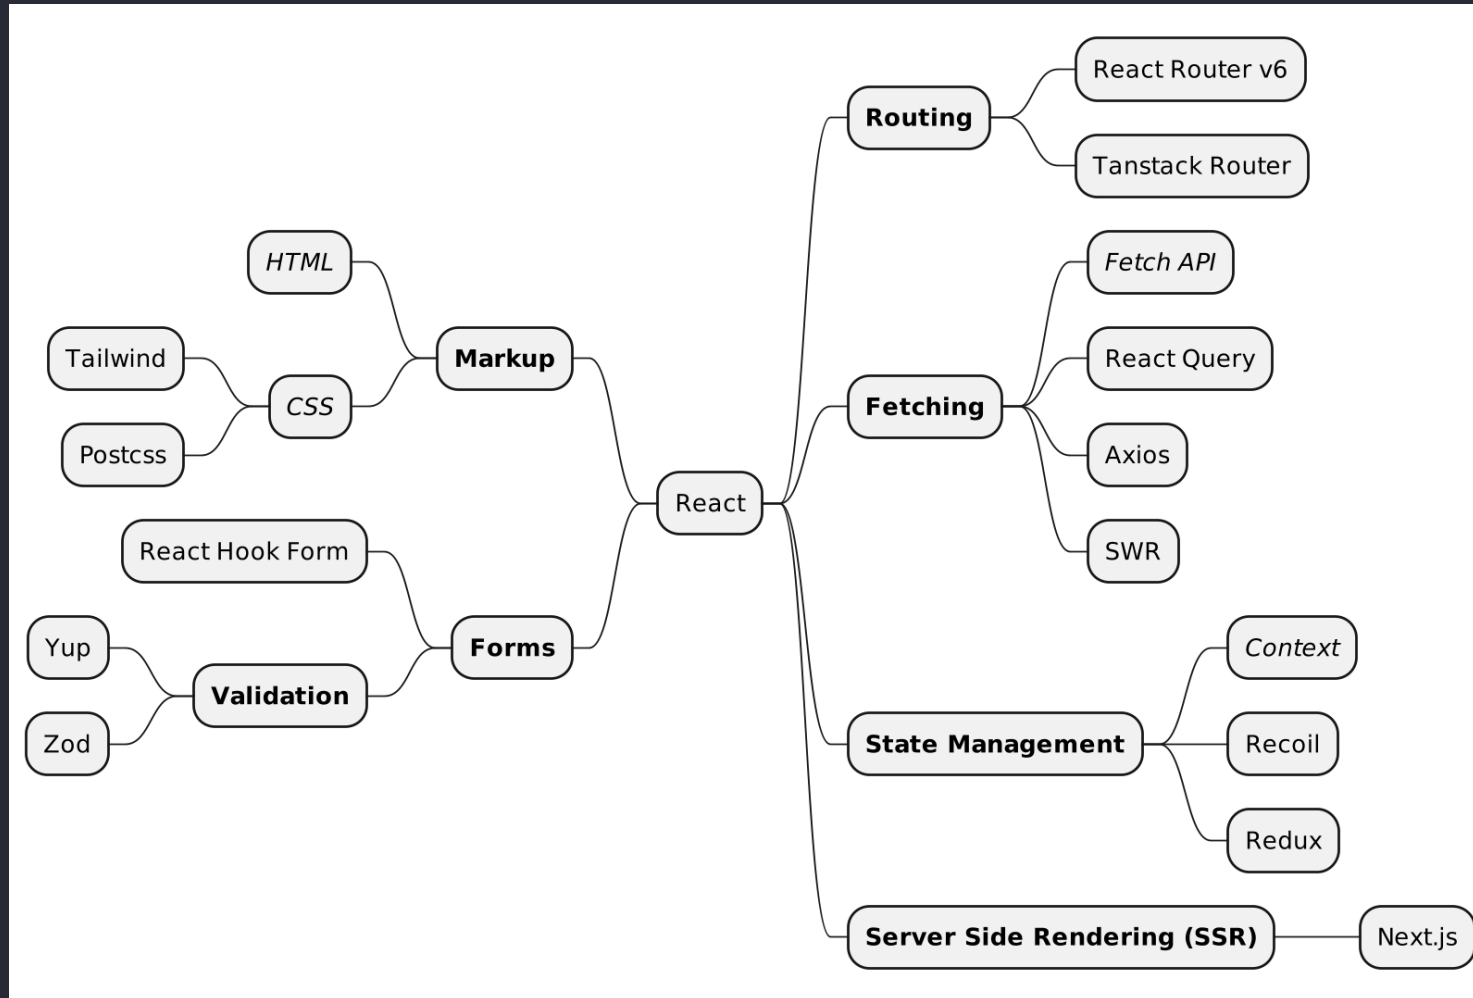 React
Routing
React Router v6
Tanstack Router
Fetching
Fetch API
React Query
Axios
SWR
State Management
Context
Recoil
Redux
Server Side Rendering (SSR)
Next.js
Markup
HTML
CSS
Tailwind
Postcss
Forms
React Hook Form
Validation
Yup
Zod